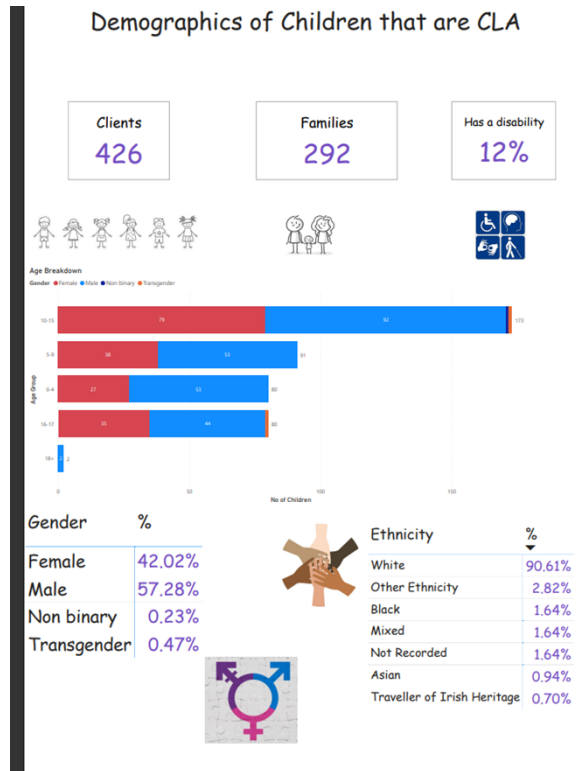 Demographics of Children that are CLA
Clients
426
Families
292
Has a disability
12%
Age Breakdown
Gender Female Male Non binary Transgender
Age Group
10-15 79 92 173
5-9 38 53 91
0-4 27 53 80
16-17 35 44 80
18+ 2 2
0 50 100 150
No of Children
Gender %
Female 42.02%
Male 57.28%
Non binary 0.23%
Transgender 0.47%
Ethnicity %
White 90.61%
Other Ethnicity 2.82%
Black 1.64%
Mixed 1.64%
Not Recorded 1.64%
Asian 0.94%
Traveller of Irish Heritage 0.70%